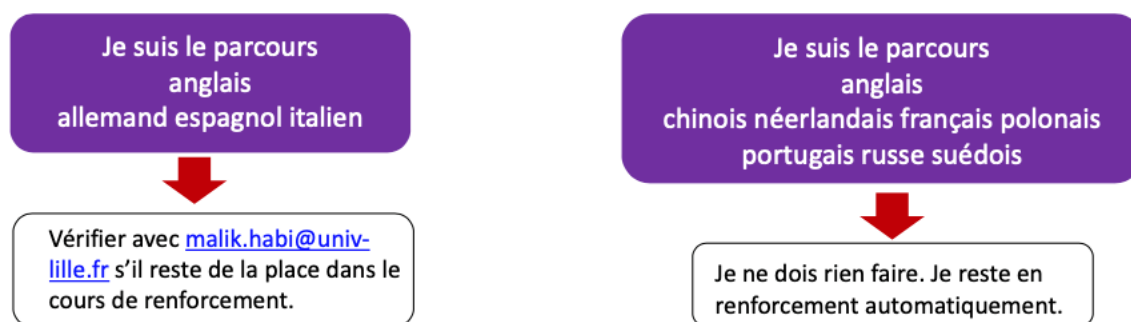 Je suis le parcours
anglais
allemand espagnol italien
Vérifier avec malik.habi@univ-
lille.fr s’il reste de la place dans le
cours de renforcement.
Je suis le parcours
anglais
chinois néerlandais français polonais
portugais russe suédois
Je ne dois rien faire. Je reste en
renforcement automatiquement.